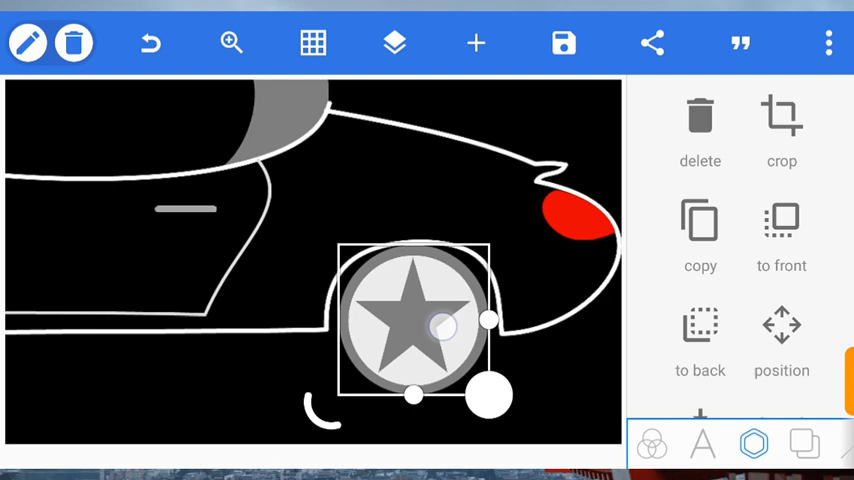 delete
crop
copy
to front
to back
position
A